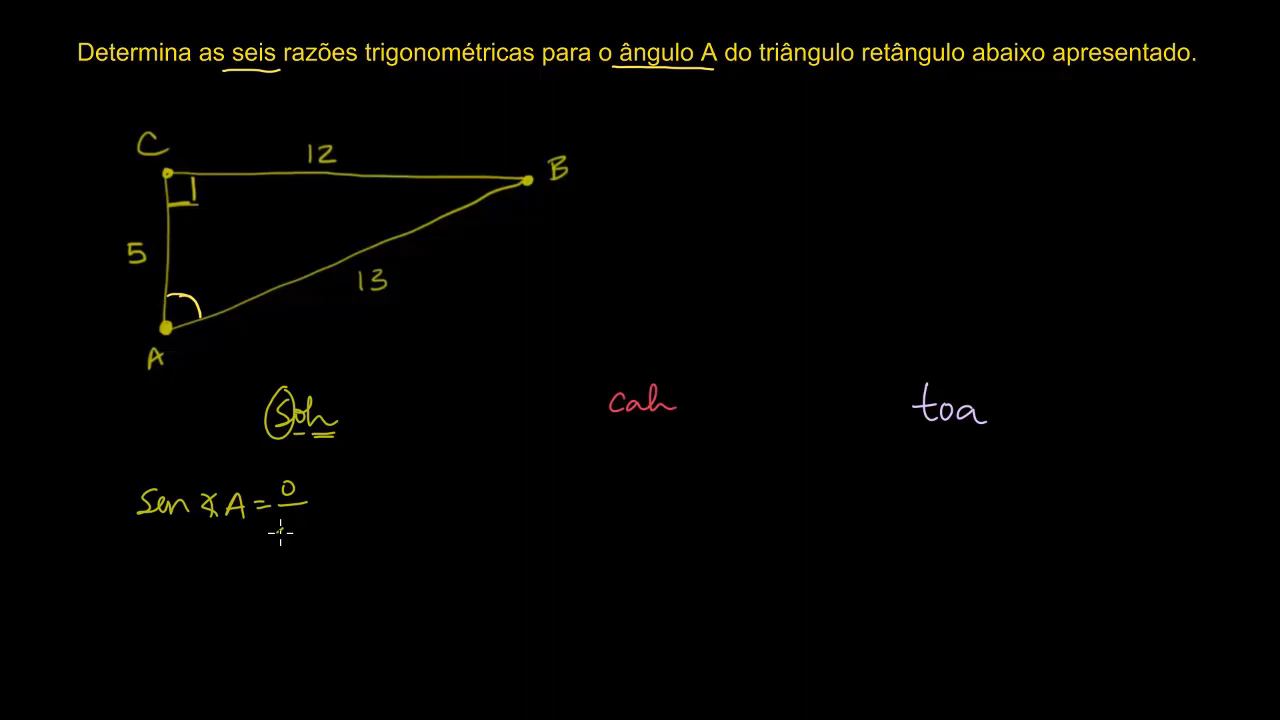 Determina as seis razões trigonométricas para o ângulo A do triângulo retângulo abaixo apresentado.
C
12
B
5
13
A
Soh
cah
toa
Sen ∢ A = o/